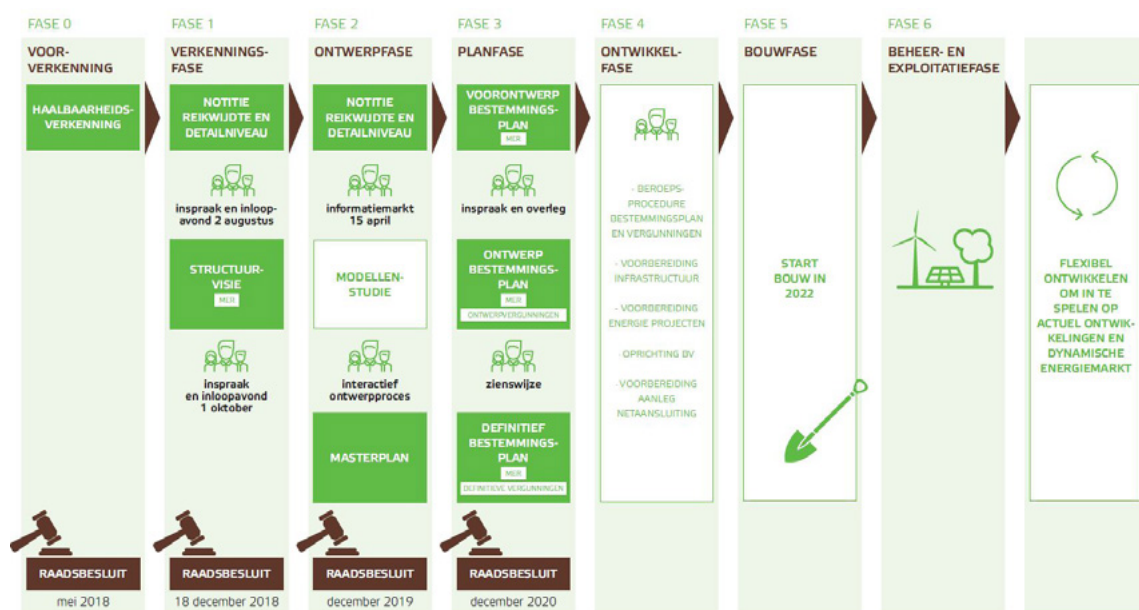 FASE 0
VOOR-
VERKENNING
HAALBAARHEIDS-
VERKENNING
RAADSBESLUIT
mei 2018
FASE 1
VERKENNINGS-
FASE
NOTITIE
REIKWIJDTE EN
DETAILNIVEAU
inspraak en inloop-
avond 2 augustus
STRUCTUUR-
VISIE
MER
inspraak
en inloopavond
1 oktober
RAADSBESLUIT
18 december 2018
FASE 2
ONTWERPFASE
NOTITIE
REIKWIJDTE EN
DETAILNIVEAU
informatiemarkt
15 april
MODELLEN-
STUDIE
interactief
ontwerpproces
MASTERPLAN
RAADSBESLUIT
december 2019
FASE 3
PLANFASE
VOORONTWERP
BESTEMMINGS-
PLAN
MER
inspraak en overleg
ONTWERP
BESTEMMINGS-
PLAN
MER
ONTWERPVERGUNNINGEN
zienswijze
DEFINITIEF
BESTEMMINGS-
PLAN
MER
DEFINITIEVE VERGUNNINGEN
RAADSBESLUIT
december 2020
FASE 4
ONTWIKKEL-
FASE
- BEROEPS-
PROCEDURE
BESTEMMINGSPLAN
EN VERGUNNINGEN
- VOORBEREIDING
INFRASTRUCTUUR
- VOORBEREIDING
ENERGIE PROJECTEN
- OPRICHTING BV
- VOORBEREIDING
AANLEG
NETAANSLUITING
FASE 5
BOUWFASE
START
BOUW IN
2022
FASE 6
BEHEER- EN
EXPLOITATIEFASE
FLEXIBEL
ONTWIKKELEN
OM IN TE
SPELEN OP
ACTUEL ONTWIK-
KELINGEN EN
DYNAMISCHE
ENERGIEMARKT